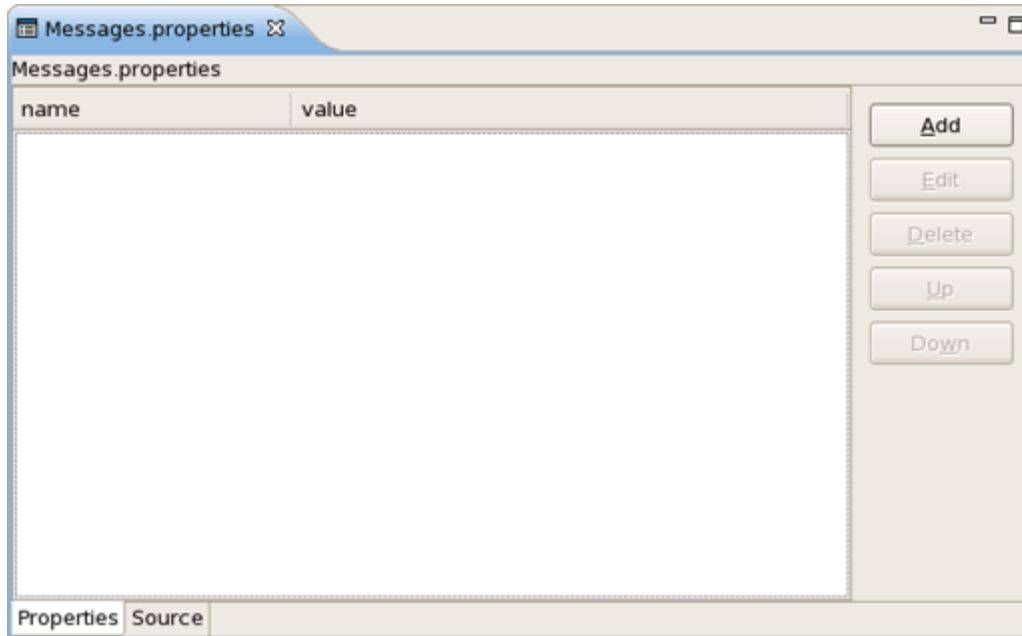 Messages.properties
Messages.properties
name value
Add
Edit
Delete
Up
Down
Properties Source